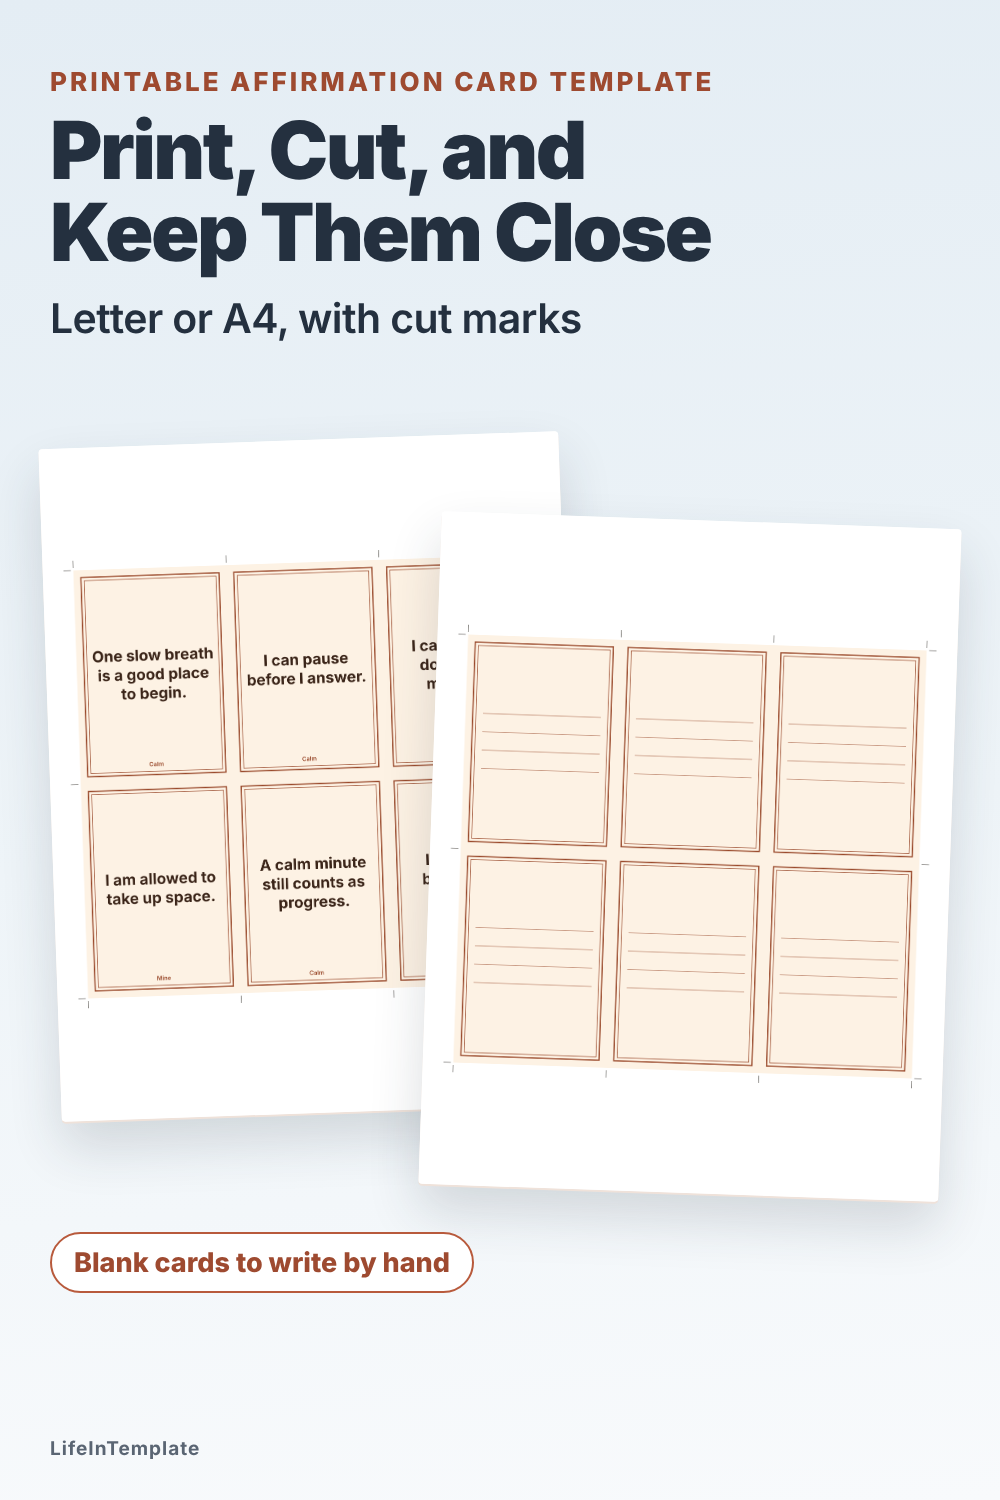 PRINTABLE AFFIRMATION CARD TEMPLATE
Print, Cut, and
Keep Them Close
Letter or A4, with cut marks
One slow breath
is a good place
to begin.
Calm
I can pause
before I answer.
Calm
I am allowed to
take up space.
Mine
A calm minute
still counts as
progress.
Calm
Blank cards to write by hand
LifeInTemplate